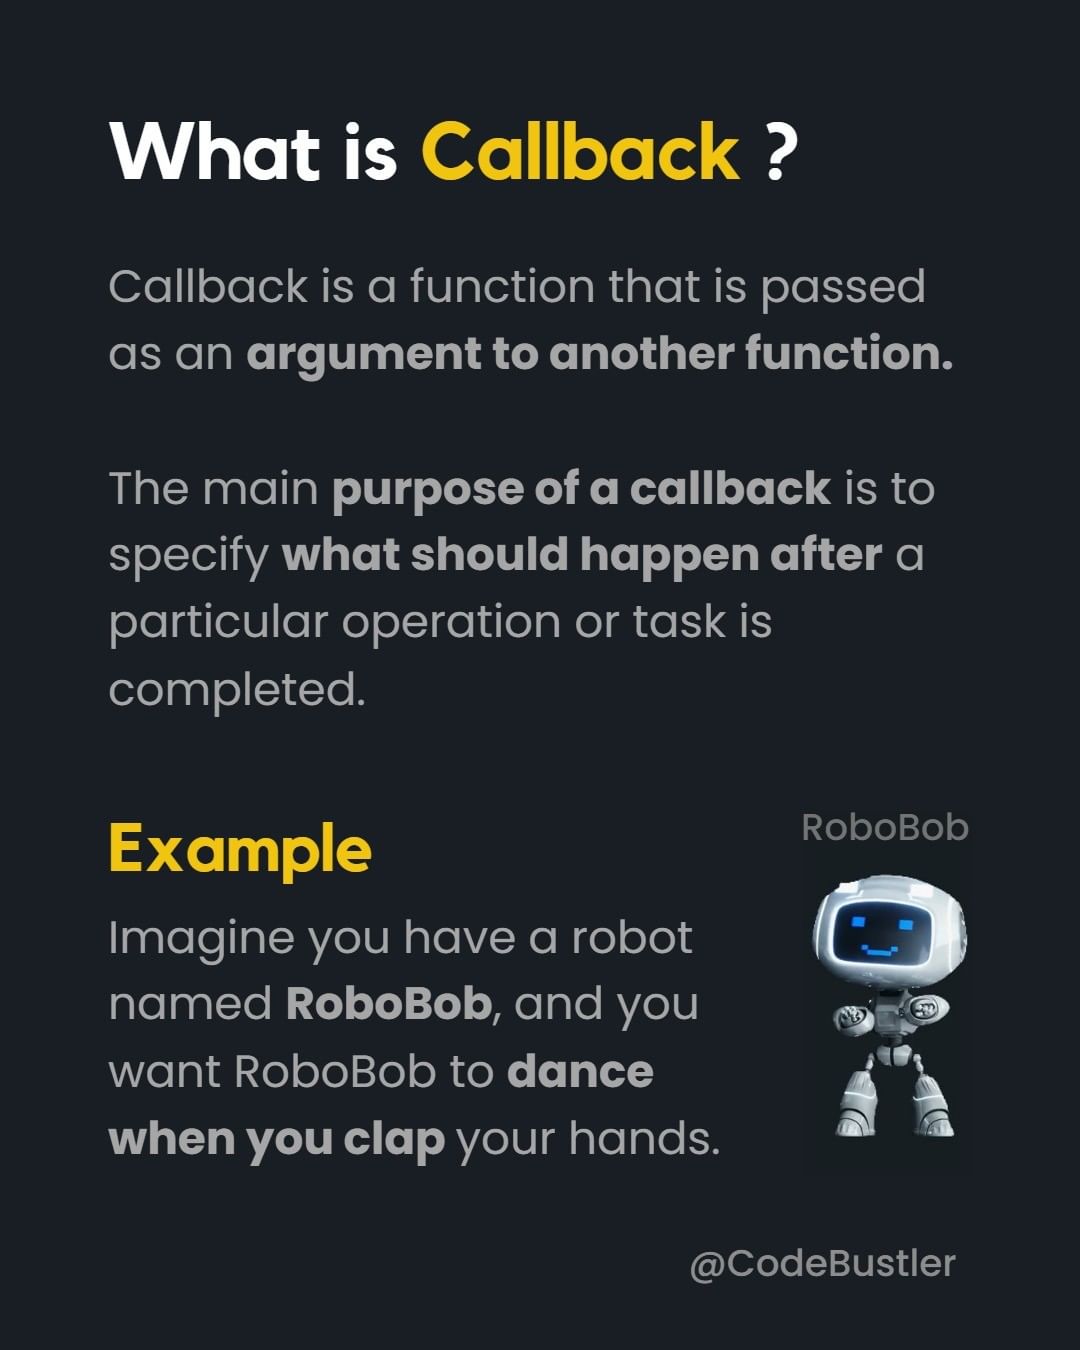 What is Callback ?
Callback is a function that is passed
as an argument to another function.
The main purpose of a callback is to
specify what should happen after a
particular operation or task is
completed.
Example
RoboBob
Imagine you have a robot
named RoboBob, and you
want RoboBob to dance
when you clap your hands.
@CodeBustler